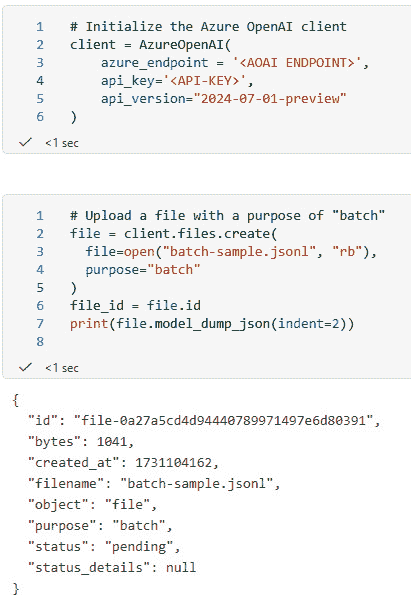 1 # Initialize the Azure OpenAI client
2 client = AzureOpenAI(
3 azure_endpoint = '<AOAI ENDPOINT>',
4 api_key='<API-KEY>',
5 api_version="2024-07-01-preview"
6 )
<1 sec
1 # Upload a file with a purpose of "batch"
2 file = client.files.create(
3 file=open("batch-sample.jsonl", "rb"),
4 purpose="batch"
5 )
6 file_id = file.id
7 print(file.model_dump_json(indent=2))
8
<1 sec
{
"id": "file-0a27a5cd4d94440789971497e6d80391",
"bytes": 1041,
"created_at": 1731104162,
"filename": "batch-sample.jsonl",
"object": "file",
"purpose": "batch",
"status": "pending",
"status_details": null
}